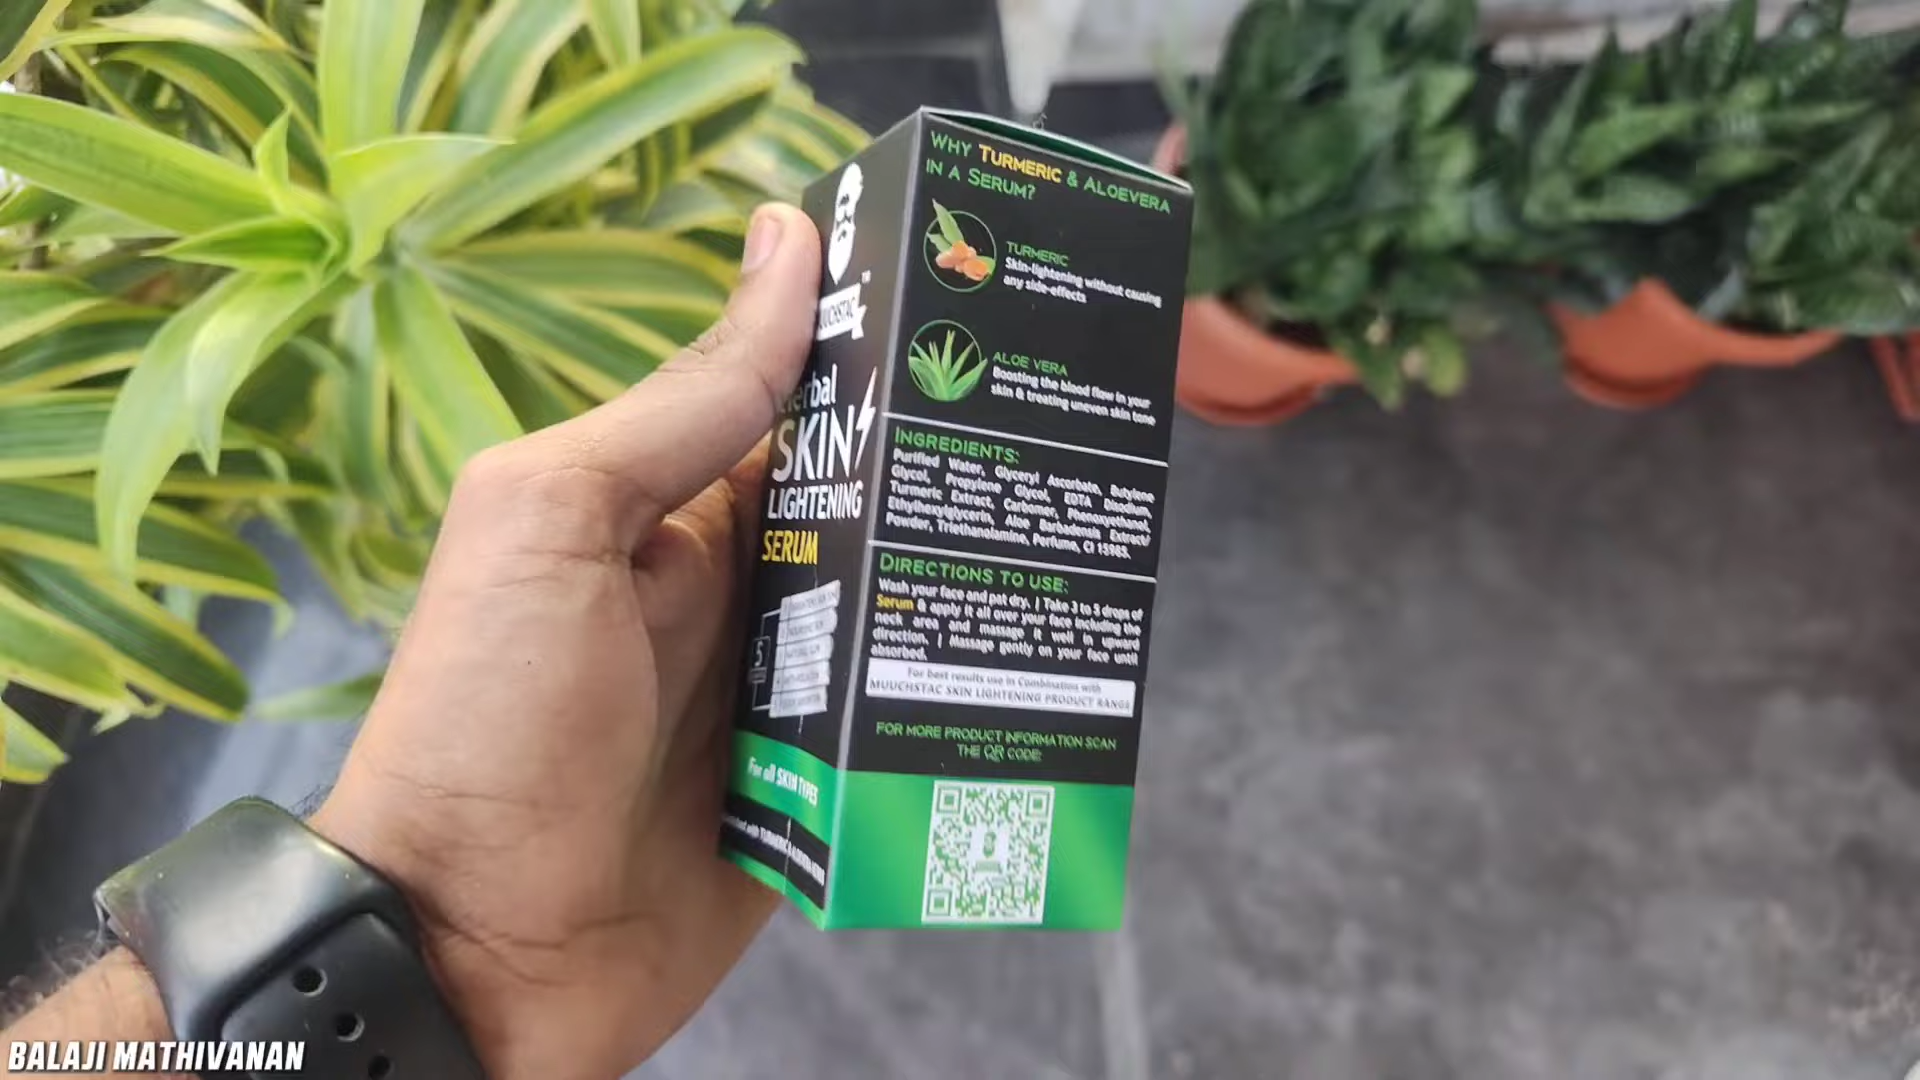 WHY TURMERIC & ALOEVERA
IN A SERUM?
TURMERIC
Skin-lightening without causing
any side-effects
ALOE VERA
Boosting the blood flow in your
skin & treating uneven skin tone
INGREDIENTS:
Purified Water, Glyceryl Ascorbate, Butylene
Glycol, Propylene Glycol, EDTA Disodium,
Turmeric Extract, Carbomer, Phenoxyethanol,
Ethylhexylglycerin, Aloe Barbadensis Extract/
Powder, Triethanolamine, Perfume, CI 15985.
DIRECTIONS TO USE:
Wash your face and pat dry. | Take 3 to 5 drops of
Serum & apply it all over your face including the
neck area and massage it well in upward
direction. | Massage gently on your face until
absorbed.
For best results use in Combination with
MUUCHSTAC SKIN LIGHTENING PRODUCT RANGE
FOR MORE PRODUCT INFORMATION SCAN
THE QR CODE:
TM
UUCHSTAC
erbal
SKIN
LIGHTENING
SERUM
5
For all SKIN TYPES
with TURMERIC &
BALAJI MATHIVANAN